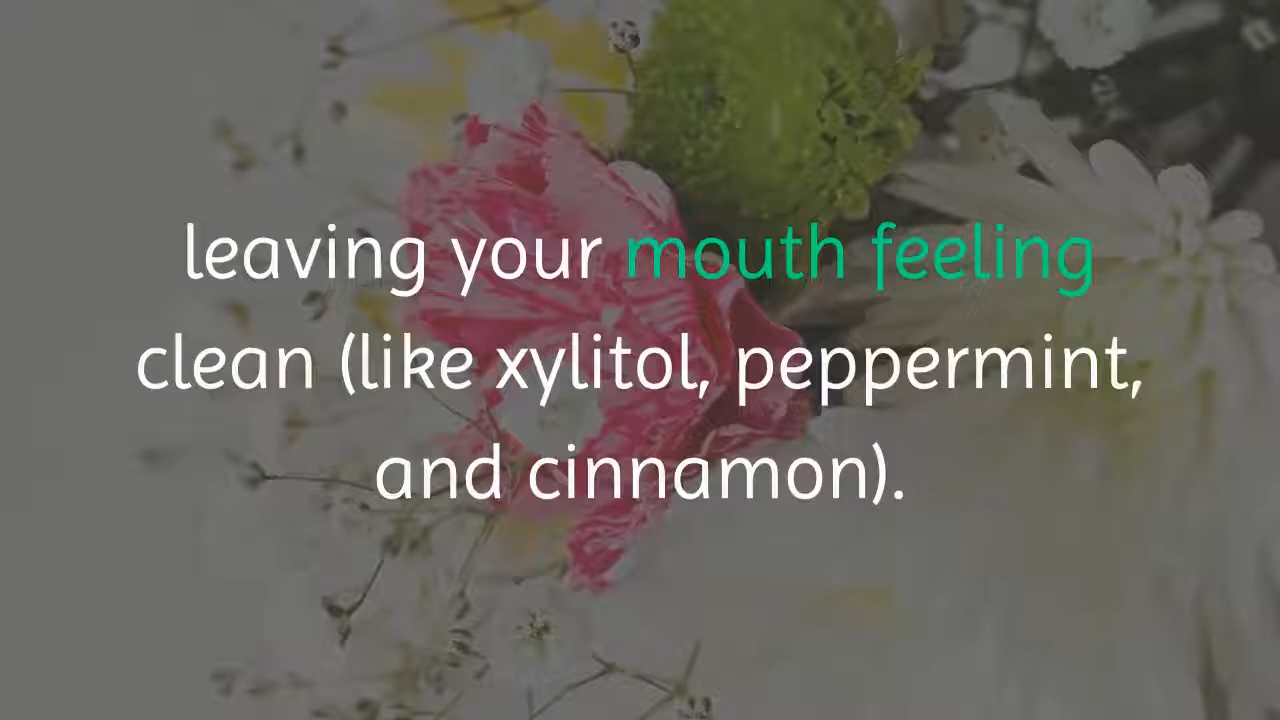 leaving your mouth feeling
clean (like xylitol, peppermint,
and cinnamon).